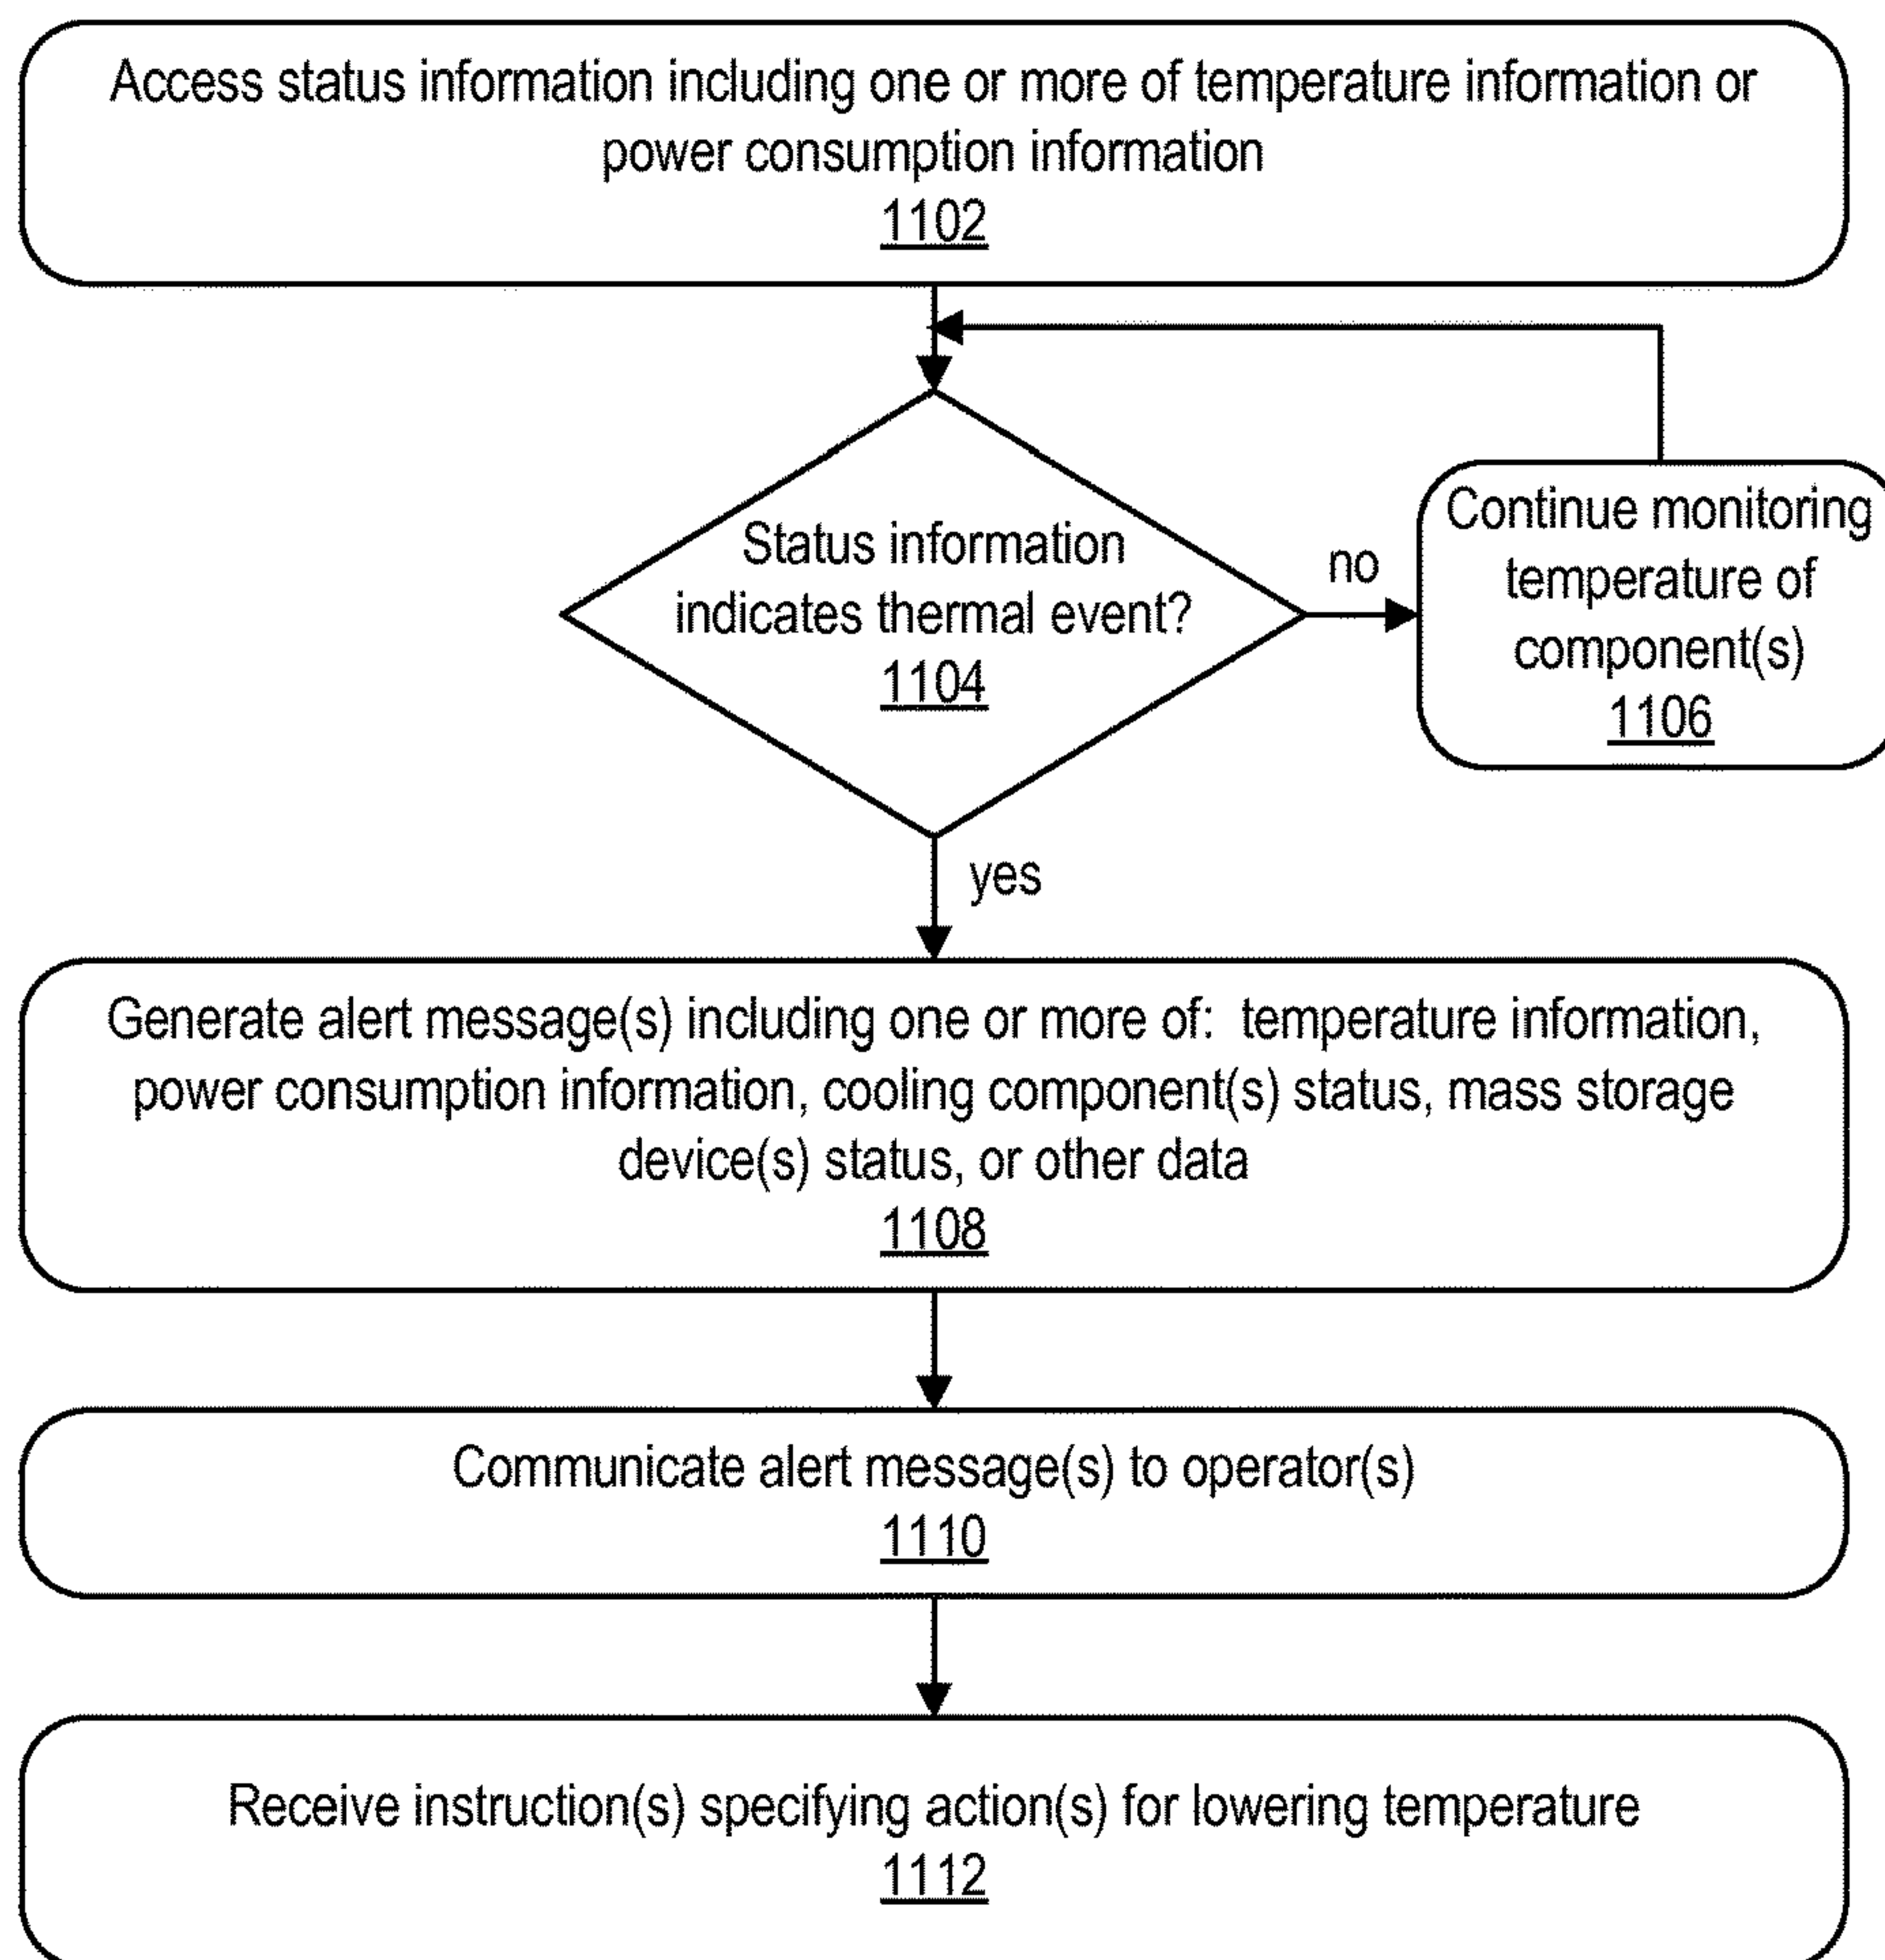 Access status information including one or more of temperature information or
power consumption information
1102
Status information
indicates thermal event?
1104
no
Continue monitoring
temperature of
component(s)
1106
yes
Generate alert message(s) including one or more of:  temperature information,
power consumption information, cooling component(s) status, mass storage
device(s) status, or other data
1108
Communicate alert message(s) to operator(s)
1110
Receive instruction(s) specifying action(s) for lowering temperature
1112